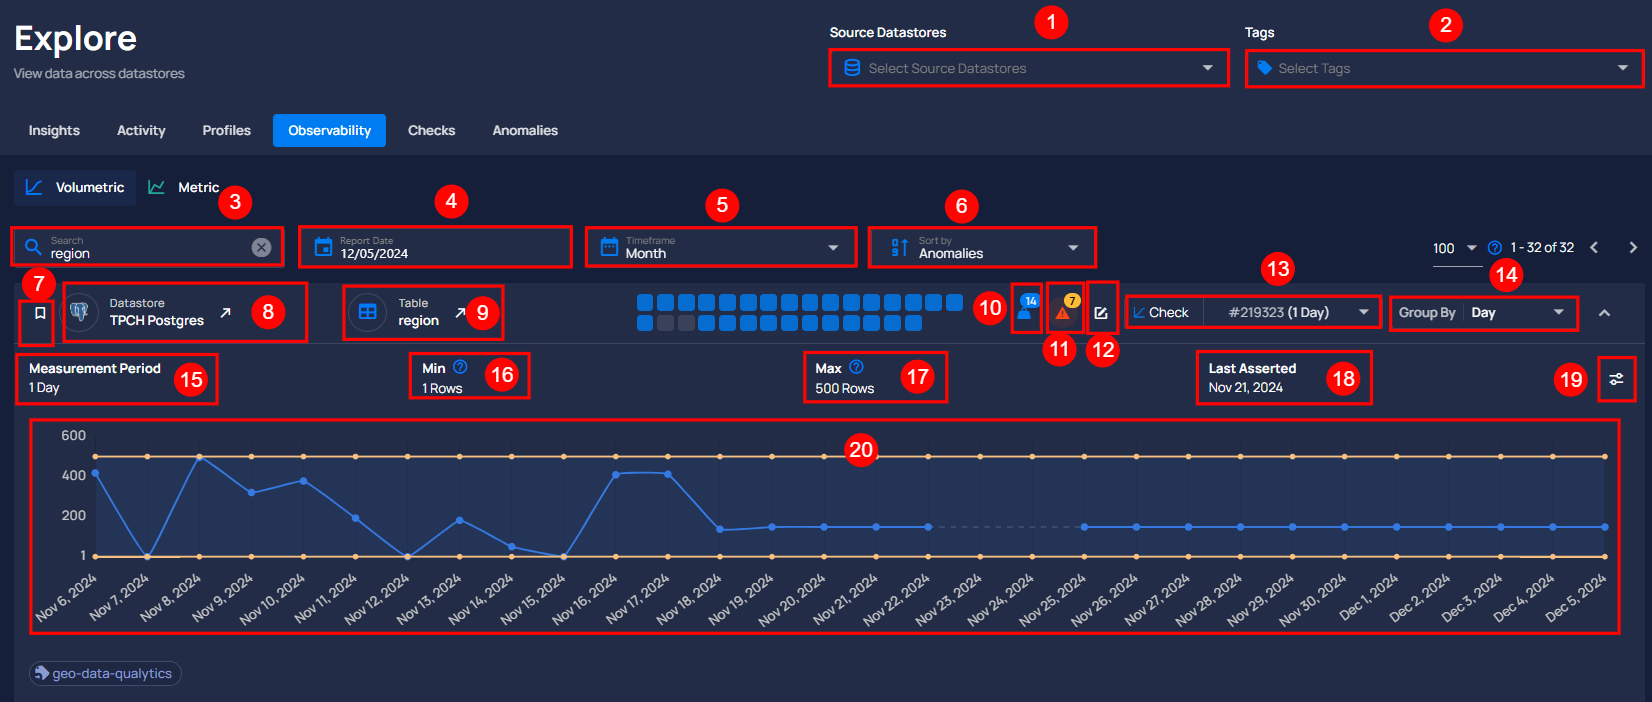 Explore
View data across datastores
Source Datastores
1
Select Source Datastores
Tags
2
Select Tags
Insights
Activity
Profiles
Observability
Checks
Anomalies
Volumetric
Metric
3
Search
region
4
Report Date
12/05/2024
5
Timeframe
Month
6
Sort by
Anomalies
100
1 - 32 of 32
7
Datastore
TPCH Postgres
8
Table
region
9
10
14
11
7
12
13
Check
#219323 (1 Day)
14
Group By
Day
Measurement Period
1 Day
15
Min
1 Rows
16
Max
500 Rows
17
Last Asserted
Nov 21, 2024
18
19
20
600
400
200
1
Nov 6, 2024
Nov 7, 2024
Nov 8, 2024
Nov 9, 2024
Nov 10, 2024
Nov 11, 2024
Nov 12, 2024
Nov 13, 2024
Nov 14, 2024
Nov 15, 2024
Nov 16, 2024
Nov 17, 2024
Nov 18, 2024
Nov 19, 2024
Nov 20, 2024
Nov 21, 2024
Nov 22, 2024
Nov 23, 2024
Nov 24, 2024
Nov 25, 2024
Nov 26, 2024
Nov 27, 2024
Nov 28, 2024
Nov 29, 2024
Nov 30, 2024
Dec 1, 2024
Dec 2, 2024
Dec 3, 2024
Dec 4, 2024
Dec 5, 2024
geo-data-qualytics